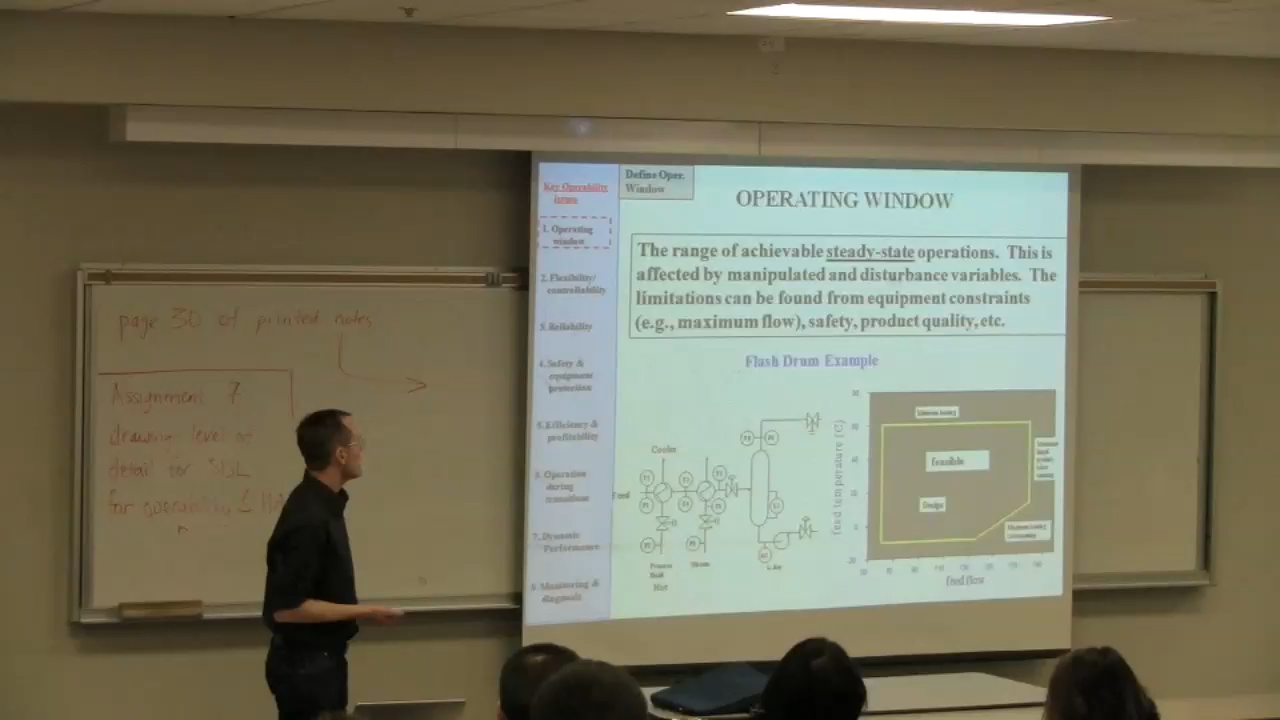 page 30 of printed notes
Assignment 7
drawing level of
detail for SDL
for operability
Key Operability
Issues
1. Operating
window
2. Flexibility/
controllability
3. Reliability
4. Safety &
equipment
protection
5. Efficiency &
profitability
6. Operation
during
transitions
7. Dynamic
Performance
8. Monitoring &
diagnosis
Define Oper.
Window
OPERATING WINDOW
The range of achievable steady-state operations. This is
affected by manipulated and disturbance variables. The
limitations can be found from equipment constraints
(e.g., maximum flow), safety, product quality, etc.
Flash Drum Example
Feed
Process
fluid
Steam
feed temperature (C)
feasible
Design
feed flow